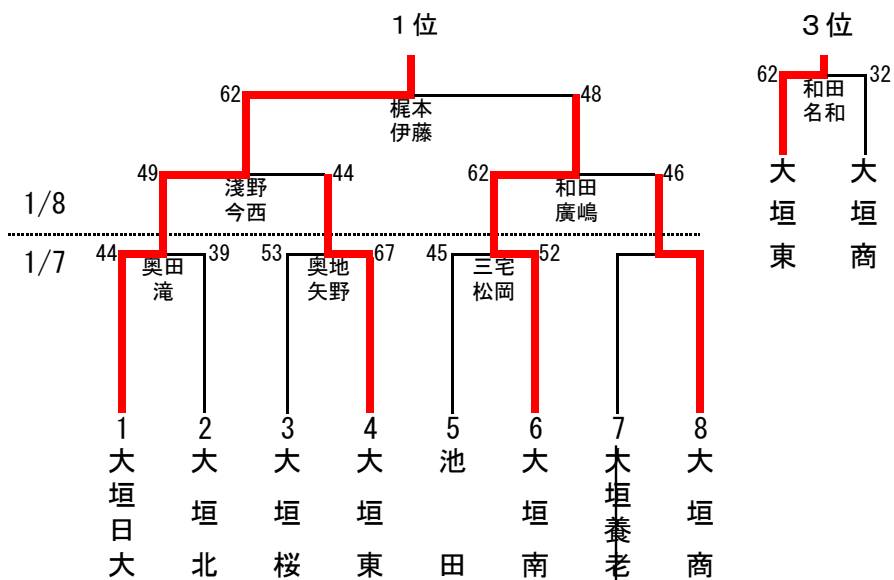 1位
3位
62
48
梶本
伊藤
62
32
和田
名和
49
44
淺野
今西
62
46
和田
廣嶋
大垣東
大垣商
1/8
1/7
44
39
奥田
滝
53
67
奥地
矢野
45
52
三宅
松岡
1
2
3
4
5
6
7
8
大垣日大
大垣北
大垣桜
大垣東
池田
大垣南
大垣養老
大垣商